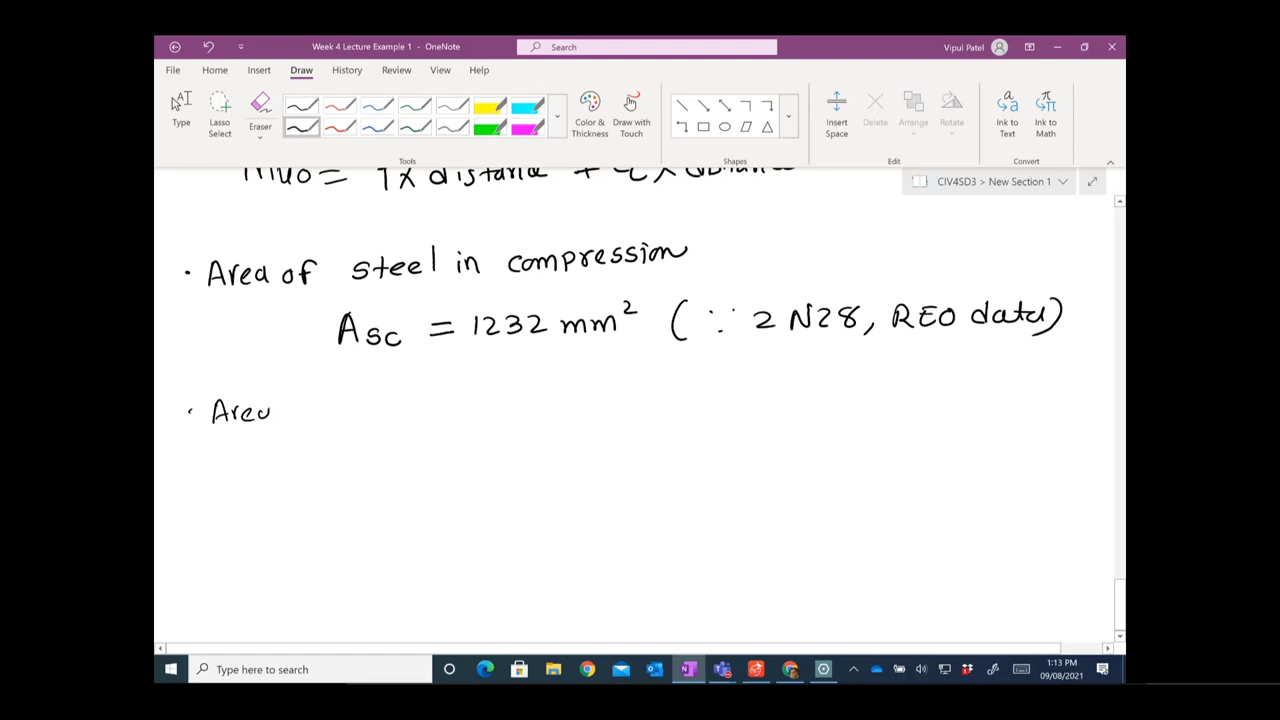 Week 4 Lecture Example 1 - OneNote
Search
Vipul Patel
File Home Insert Draw History Review View Help
Type
Lasso Select
Eraser
Color & Thickness
Draw with Touch
Insert Space
Delete
Arrange
Rotate
Ink to Text
Ink to Math
Tools
Shapes
Edit
Convert
CIV4SD3 > New Section 1
Muo = T x distance +
· Area of steel in compression
Asc = 1232 mm² (∵ 2 N28, REO data)
· Area
Type here to search
1:13 PM
09/08/2021